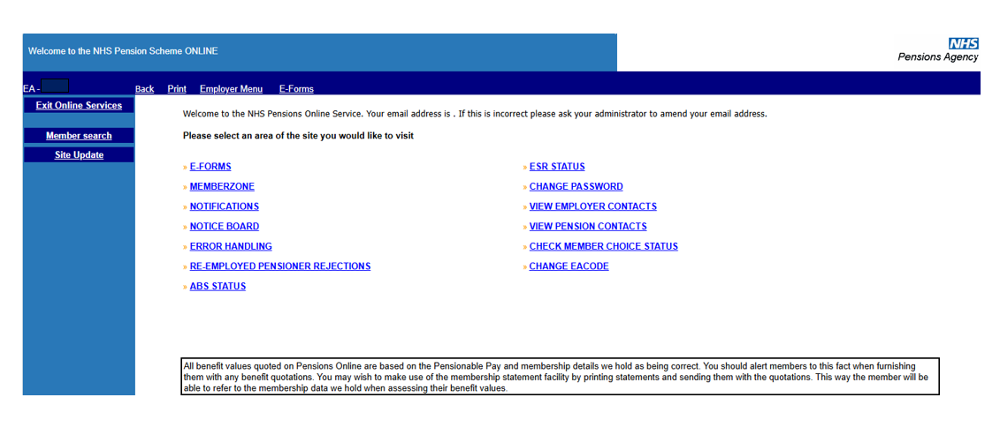 Welcome to the NHS Pension Scheme ONLINE
NHS
Pensions Agency
EA -
Back Print Employer Menu E-Forms
Exit Online Services
Member search
Site Update
Welcome to the NHS Pensions Online Service. Your email address is . If this is incorrect please ask your administrator to amend your email address.
Please select an area of the site you would like to visit
» E-FORMS
» MEMBERZONE
» NOTIFICATIONS
» NOTICE BOARD
» ERROR HANDLING
» RE-EMPLOYED PENSIONER REJECTIONS
» ABS STATUS
» ESR STATUS
» CHANGE PASSWORD
» VIEW EMPLOYER CONTACTS
» VIEW PENSION CONTACTS
» CHECK MEMBER CHOICE STATUS
» CHANGE EACODE
All benefit values quoted on Pensions Online are based on the Pensionable Pay and membership details we hold as being correct. You should alert members to this fact when furnishing
them with any benefit quotations. You may wish to make use of the membership statement facility by printing statements and sending them with the quotations. This way the member will be
able to refer to the membership data we hold when assessing their benefit values.